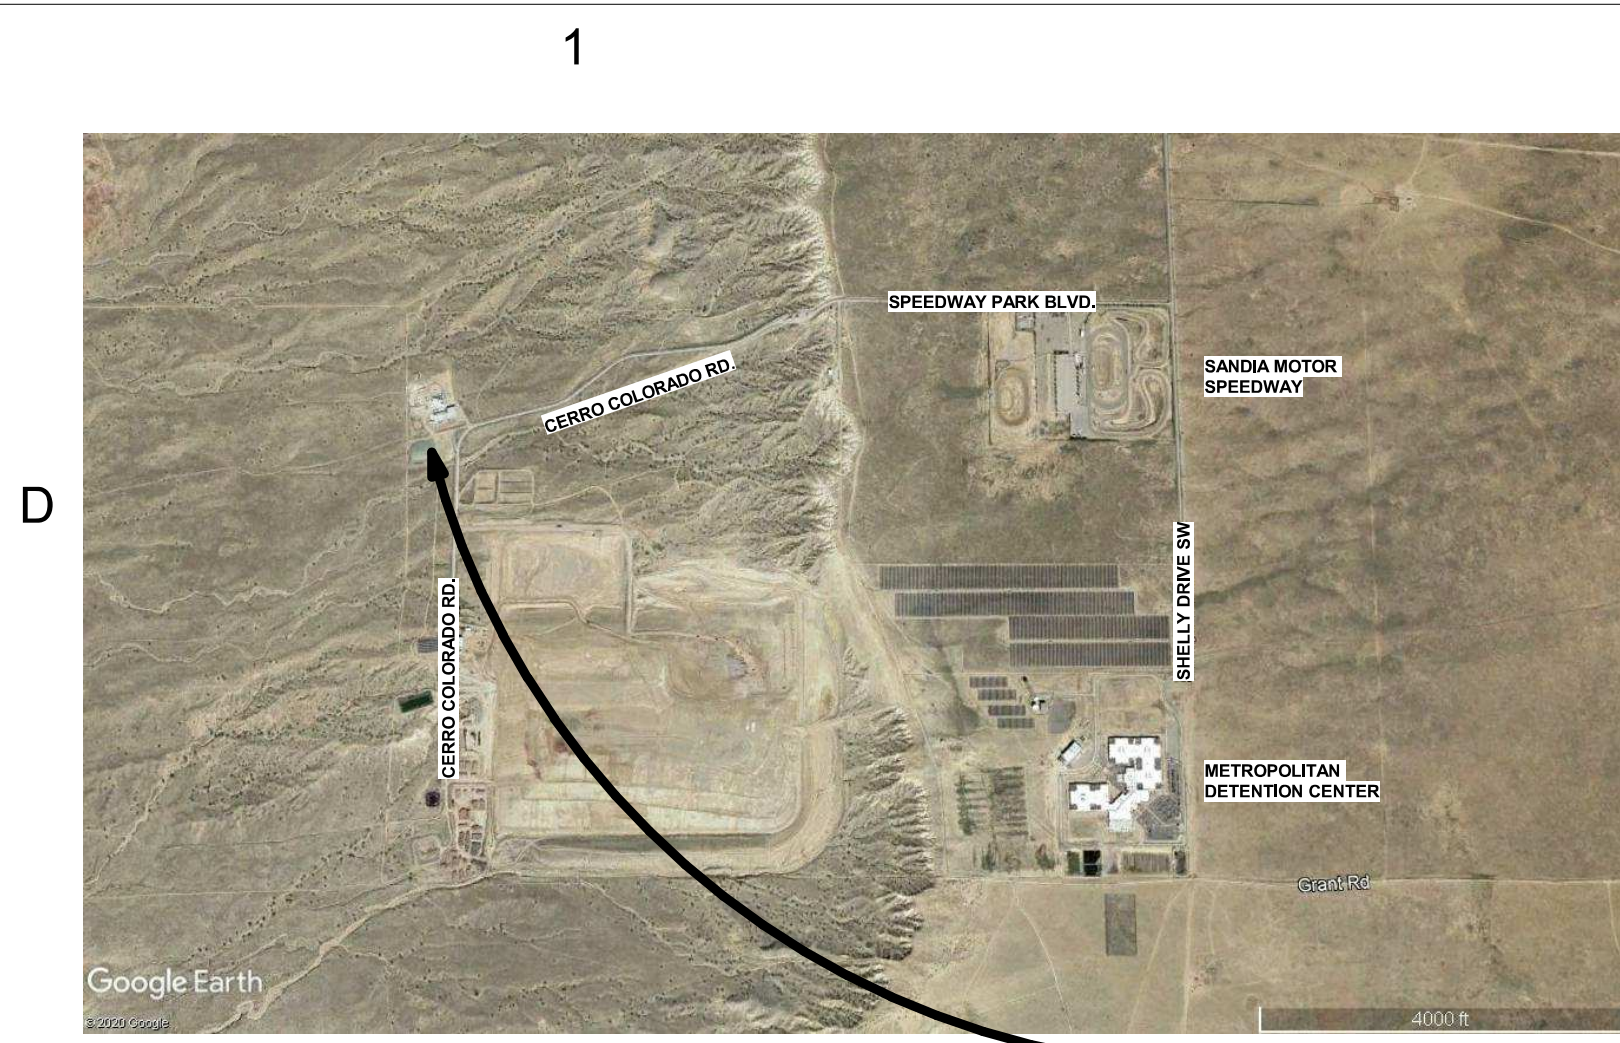 1
SPEEDWAY PARK BLVD.
CERRO COLORADO RD.
SANDIA MOTOR
SPEEDWAY
D
SHELLY DRIVE SW
CERRO COLORADO RD.
METROPOLITAN
DETENTION CENTER
Grant Rd
Google Earth
© 2020 Google
4000 ft